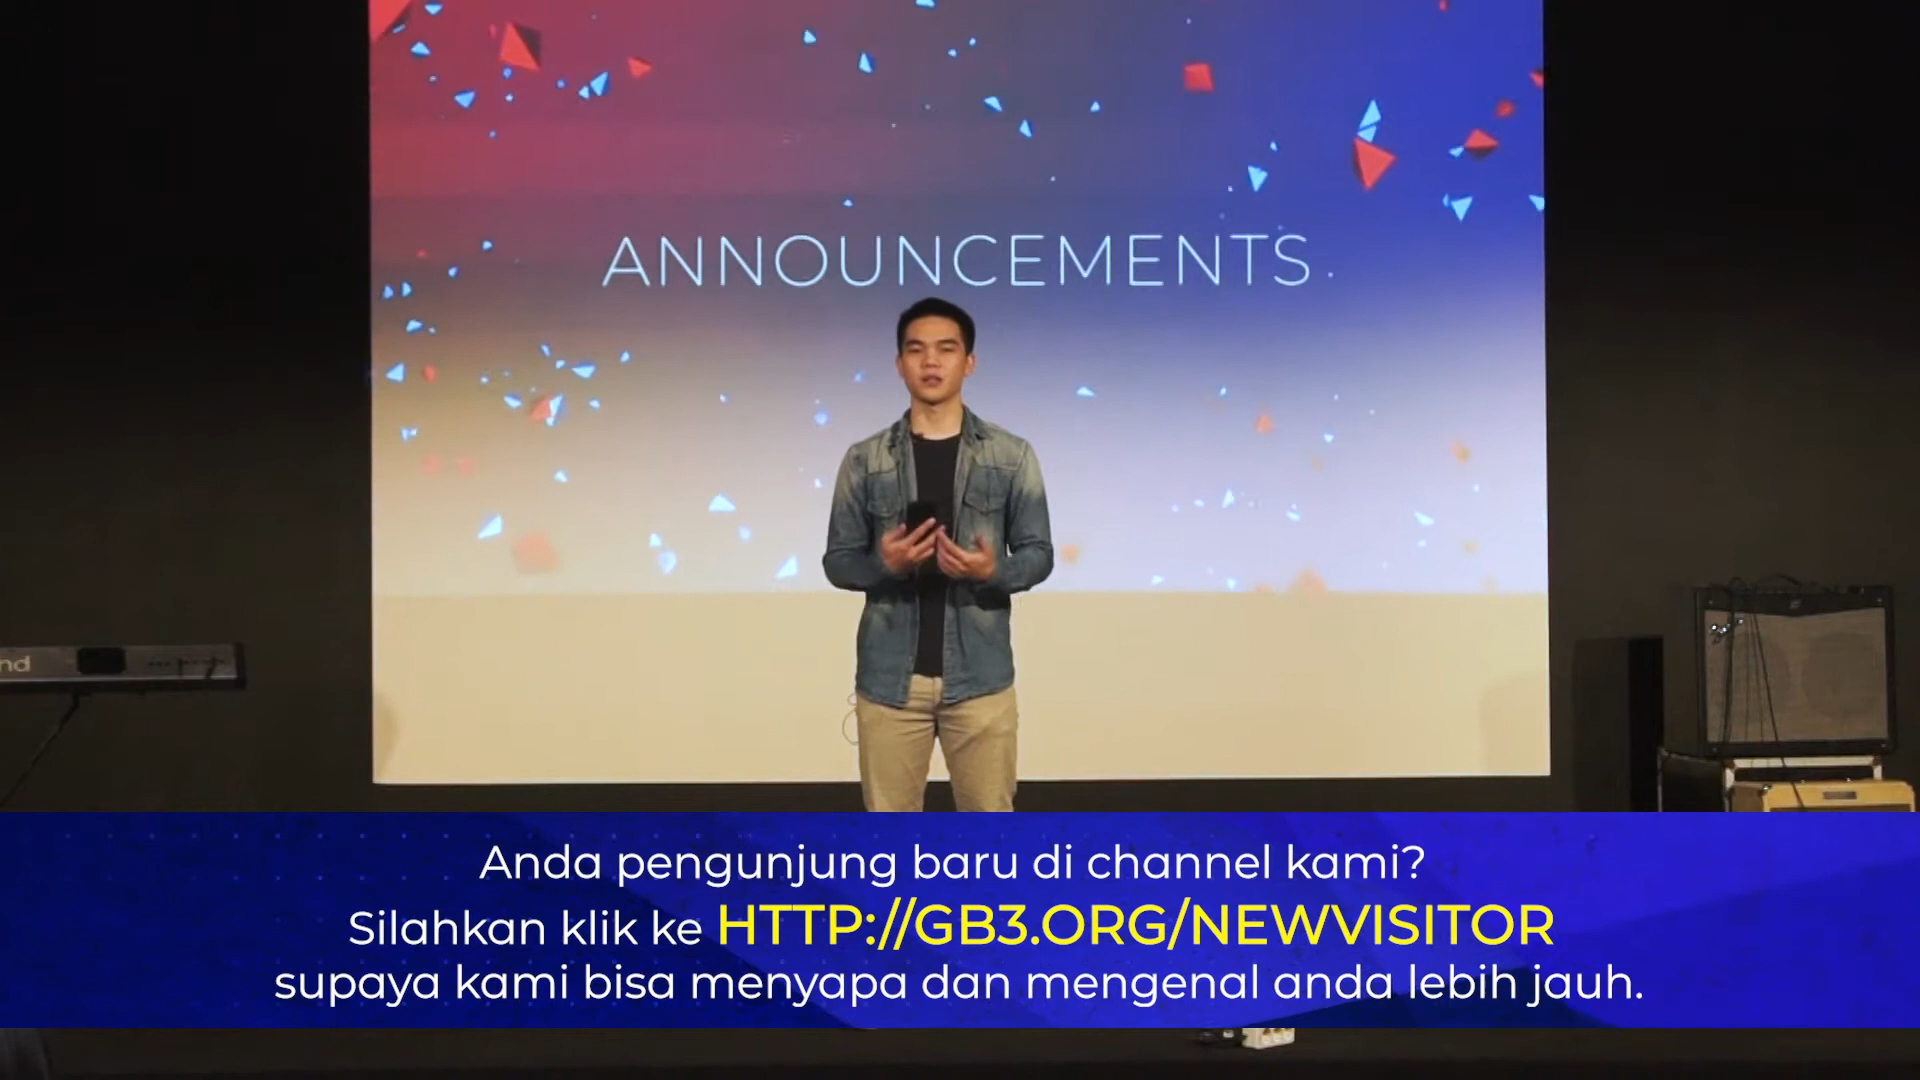 ANNOUNCEMENTS
nd
Anda pengunjung baru di channel kami?
Silahkan klik ke HTTP://GB3.ORG/NEWVISITOR
supaya kami bisa menyapa dan mengenal anda lebih jauh.